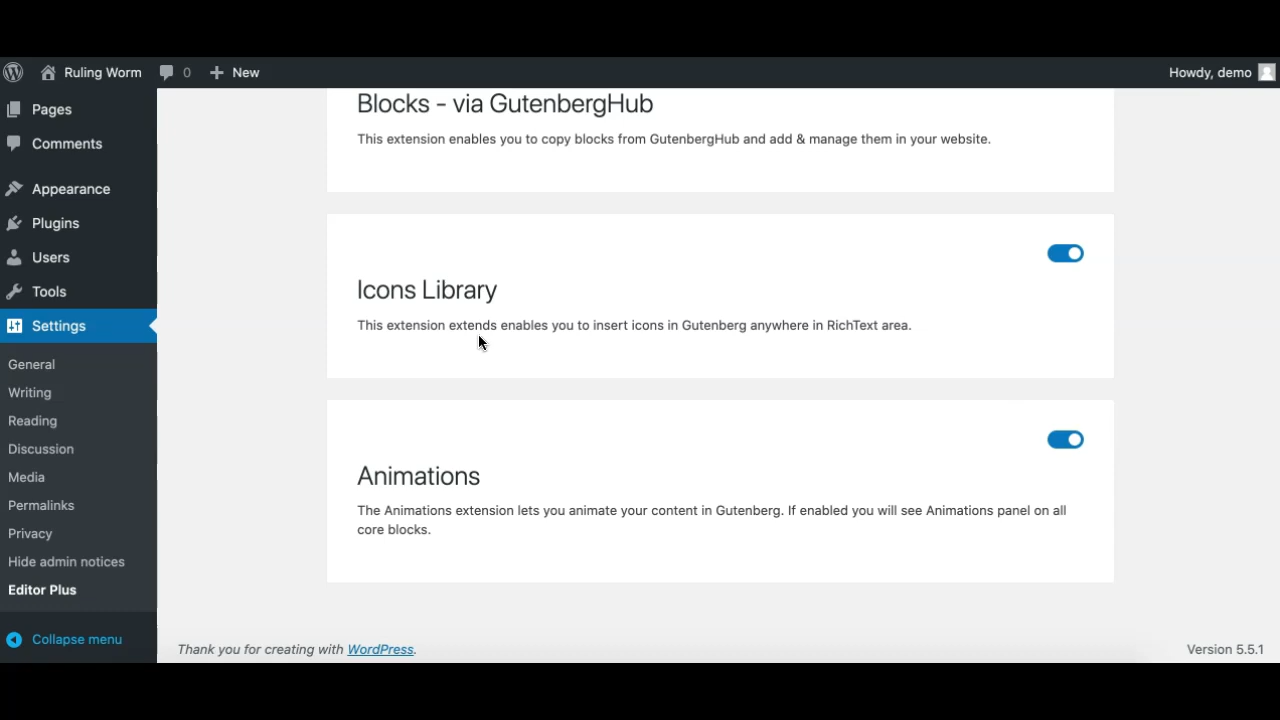 Ruling Worm 0 New Howdy, demo
Pages
Comments
Appearance
Plugins
Users
Tools
Settings
General
Writing
Reading
Discussion
Media
Permalinks
Privacy
Hide admin notices
Editor Plus
Collapse menu
Blocks - via GutenbergHub
This extension enables you to copy blocks from GutenbergHub and add & manage them in your website.
Icons Library
This extension extends enables you to insert icons in Gutenberg anywhere in RichText area.
Animations
The Animations extension lets you animate your content in Gutenberg. If enabled you will see Animations panel on all
core blocks.
Thank you for creating with WordPress.
Version 5.5.1